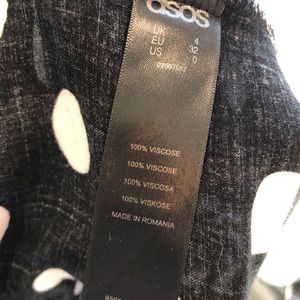 asos
UK 4
EU 32
US 0
100% VISCOSE
100% VISCOSE
100% VISCOSA
100% VISKOSE
MADE IN ROMANIA